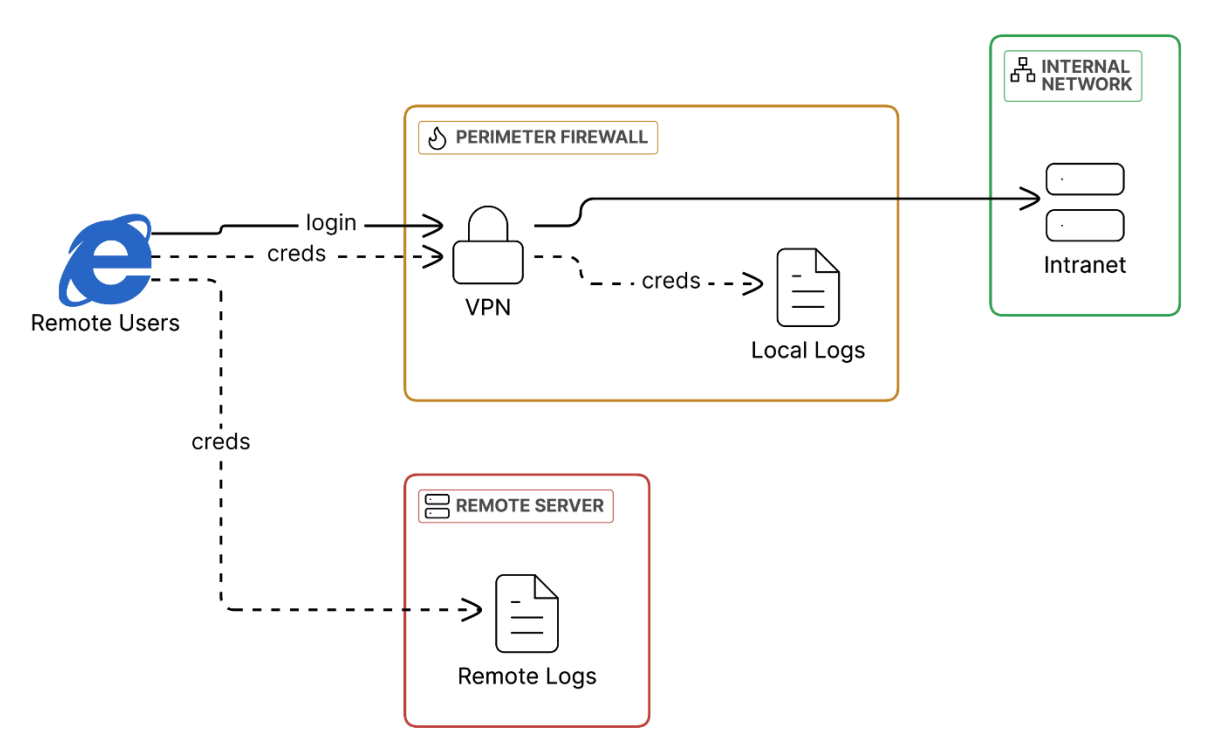 INTERNAL
NETWORK
PERIMETER FIREWALL
login
creds
VPN
creds
Local Logs
Intranet
Remote Users
creds
REMOTE SERVER
Remote Logs